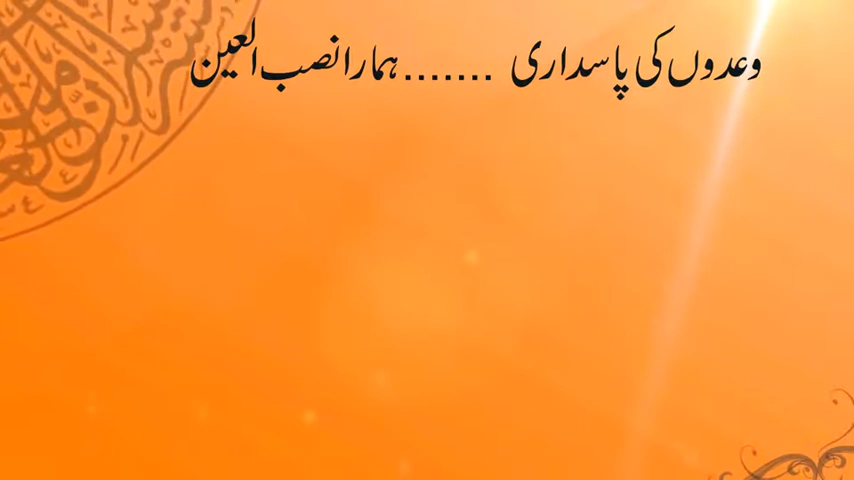 وعدوں کی پاسداری .......ہمارا نصب العین